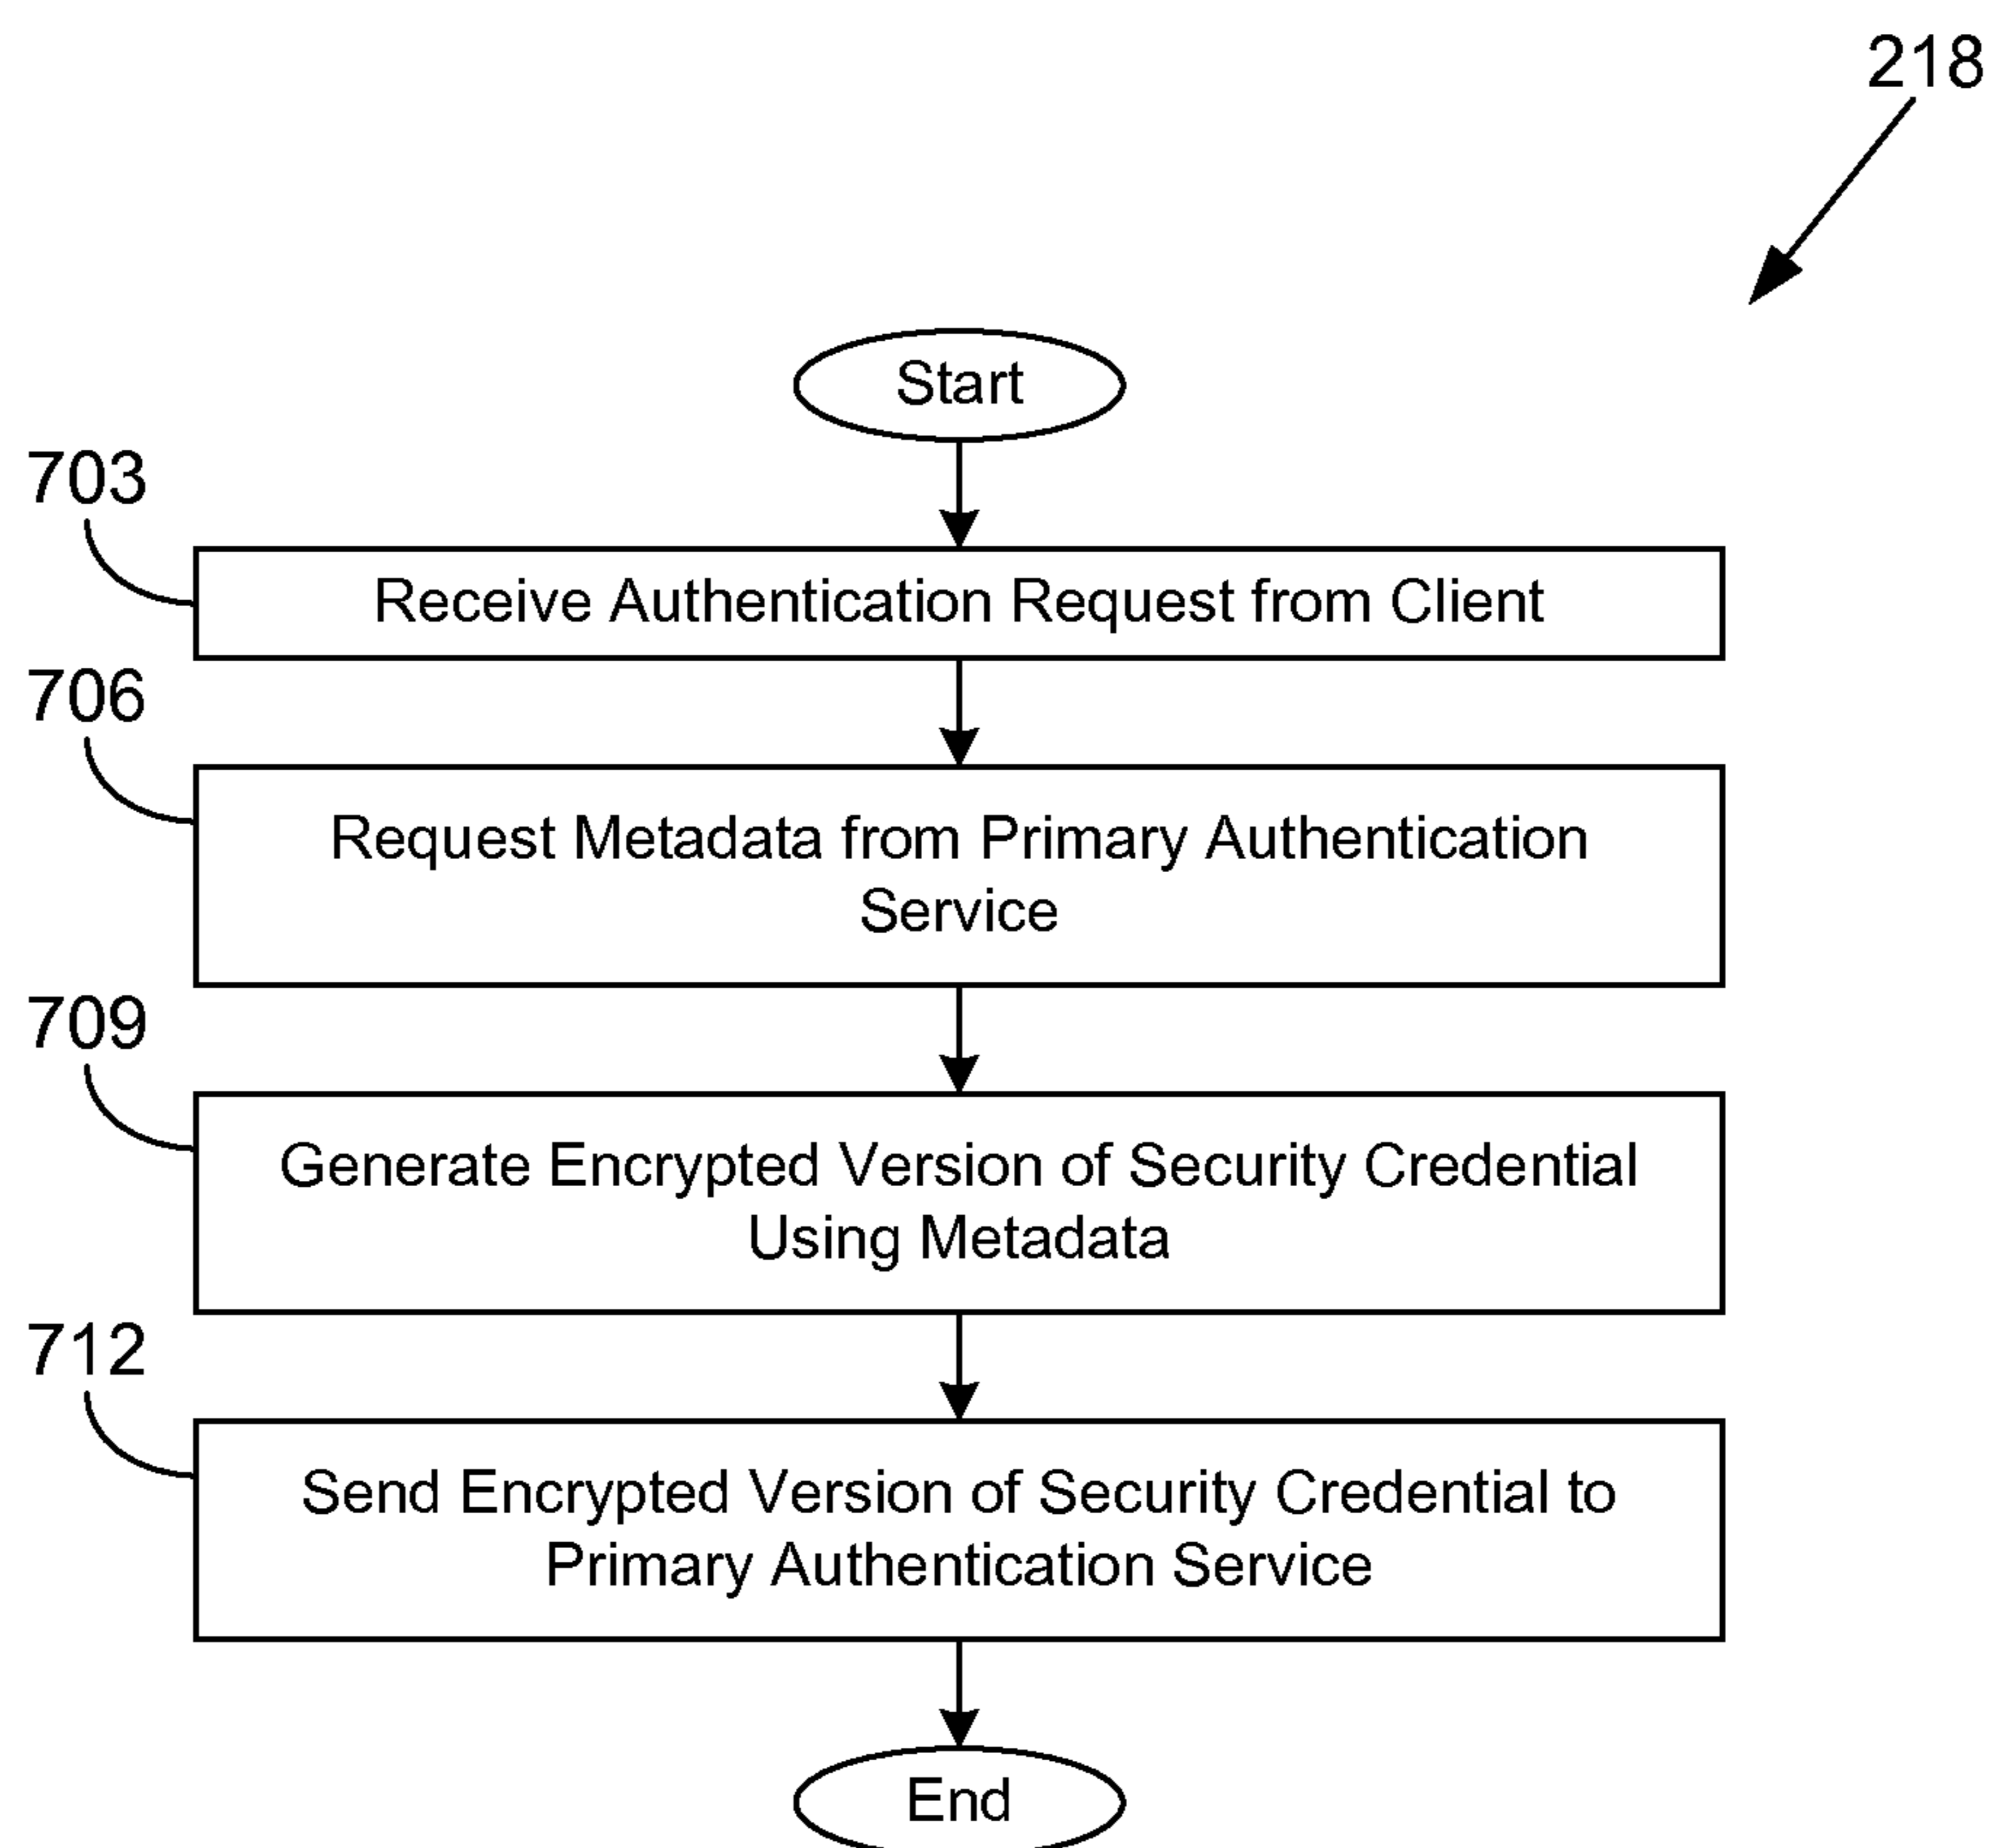 218
Start
703
Receive Authentication Request from Client
706
Request Metadata from Primary Authentication
Service
709
Generate Encrypted Version of Security Credential
Using Metadata
712
Send Encrypted Version of Security Credential to
Primary Authentication Service
End